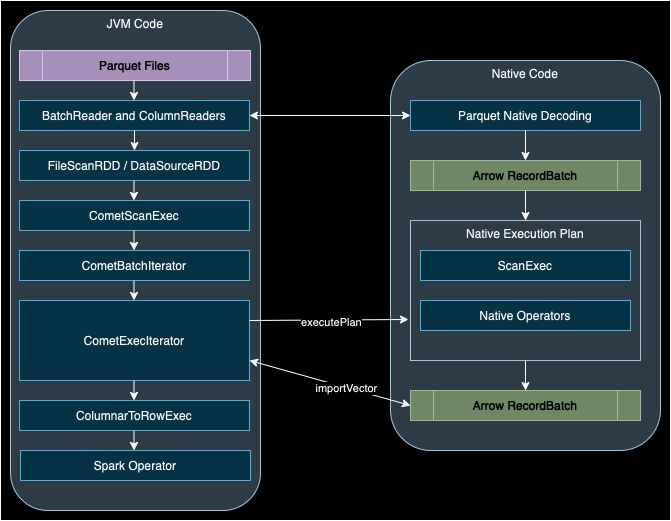 JVM Code
Parquet Files
BatchReader and ColumnReaders
FileScanRDD / DataSourceRDD
CometScanExec
CometBatchIterator
CometExecIterator
ColumnarToRowExec
Spark Operator
executePlan
importVector
Native Code
Parquet Native Decoding
Arrow RecordBatch
Native Execution Plan
ScanExec
Native Operators
Arrow RecordBatch